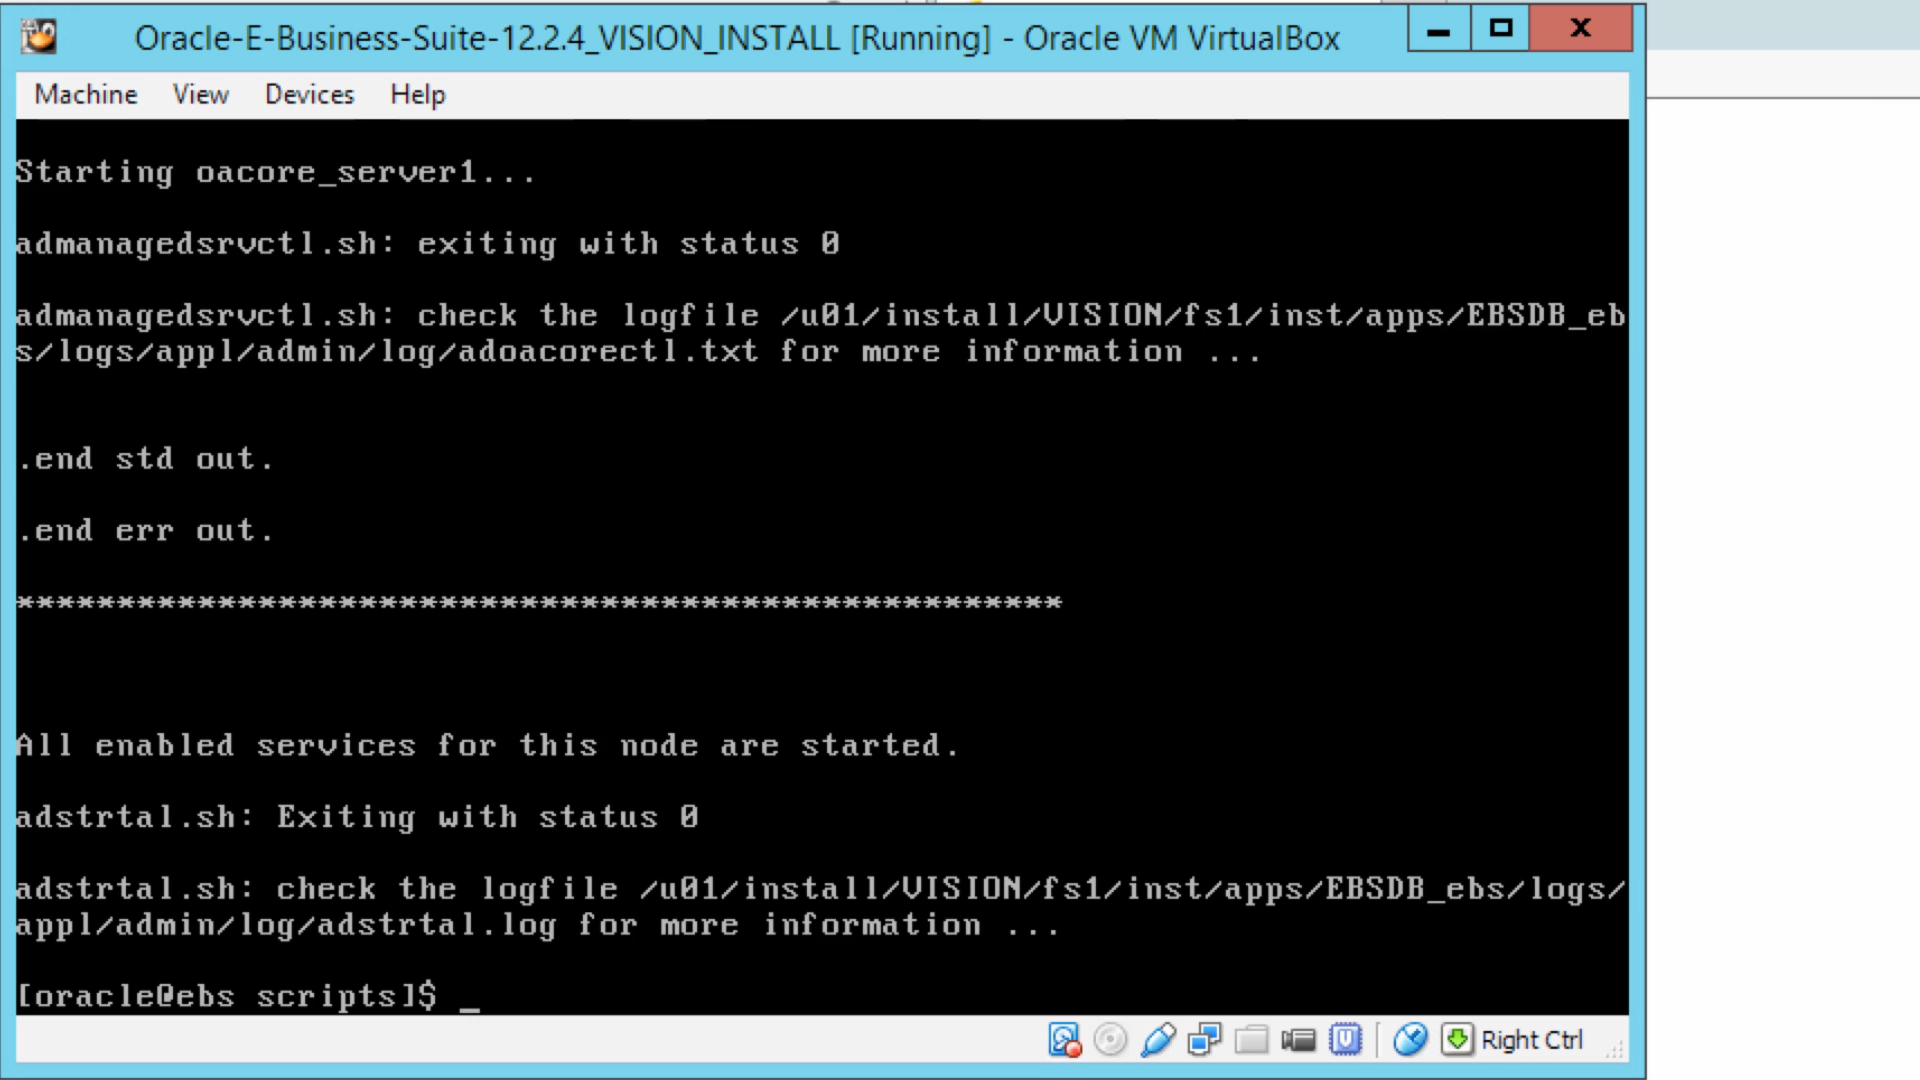 Oracle-E-Business-Suite-12.2.4_VISION_INSTALL [Running] - Oracle VM VirtualBox
Machine View Devices Help
Starting oacore_server1...
admanagedsrvctl.sh: exiting with status 0
admanagedsrvctl.sh: check the logfile /u01/install/VISION/fs1/inst/apps/EBSDB_eb
s/logs/appl/admin/log/adoacorectl.txt for more information ...
.end std out.
.end err out.
****************************************************
All enabled services for this node are started.
adstrtal.sh: Exiting with status 0
adstrtal.sh: check the logfile /u01/install/VISION/fs1/inst/apps/EBSDB_ebs/logs/
appl/admin/log/adstrtal.log for more information ...
[oracle@ebs scripts]$ _
Right Ctrl